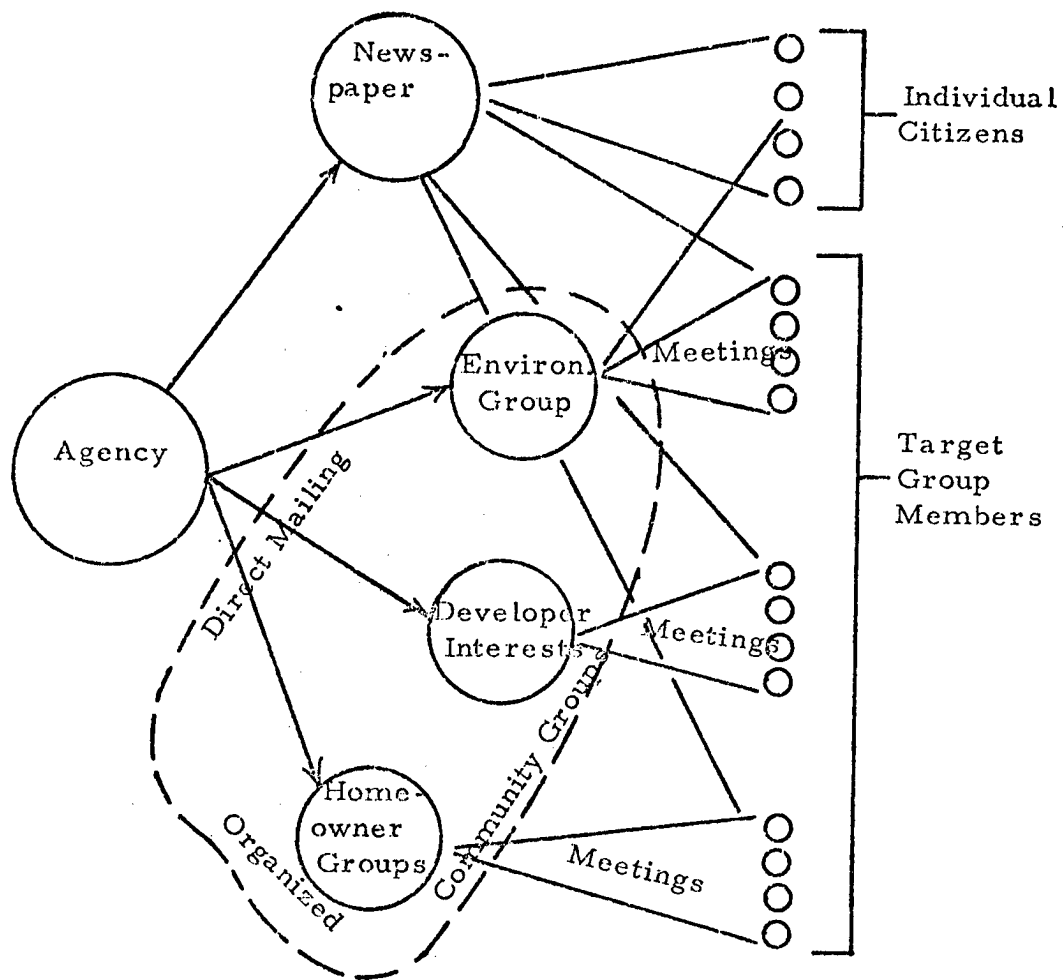 News-
paper
Individual
Citizens
Environ.
Group
Meetings
Agency
Target
Group
Members
Direct Mailing
Developer
Interests
Meetings
Home-
owner
Groups
Meetings
Organized
Community Groups